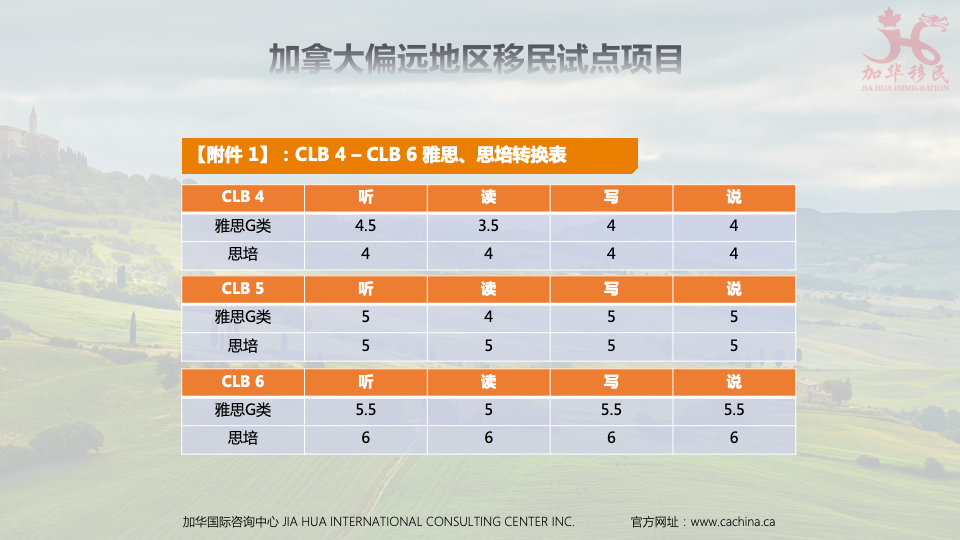 加拿大偏远地区移民试点项目
加华移民
JIA HUA IMMIGRATION
【附件 1】：CLB 4 – CLB 6 雅思、思培转换表
CLB 4 听 读 写 说
雅思G类 4.5 3.5 4 4
思培 4 4 4 4
CLB 5 听 读 写 说
雅思G类 5 4 5 5
思培 5 5 5 5
CLB 6 听 读 写 说
雅思G类 5.5 5 5.5 5.5
思培 6 6 6 6
加华国际咨询中心 JIA HUA INTERNATIONAL CONSULTING CENTER INC. 官方网址：www.cachina.ca